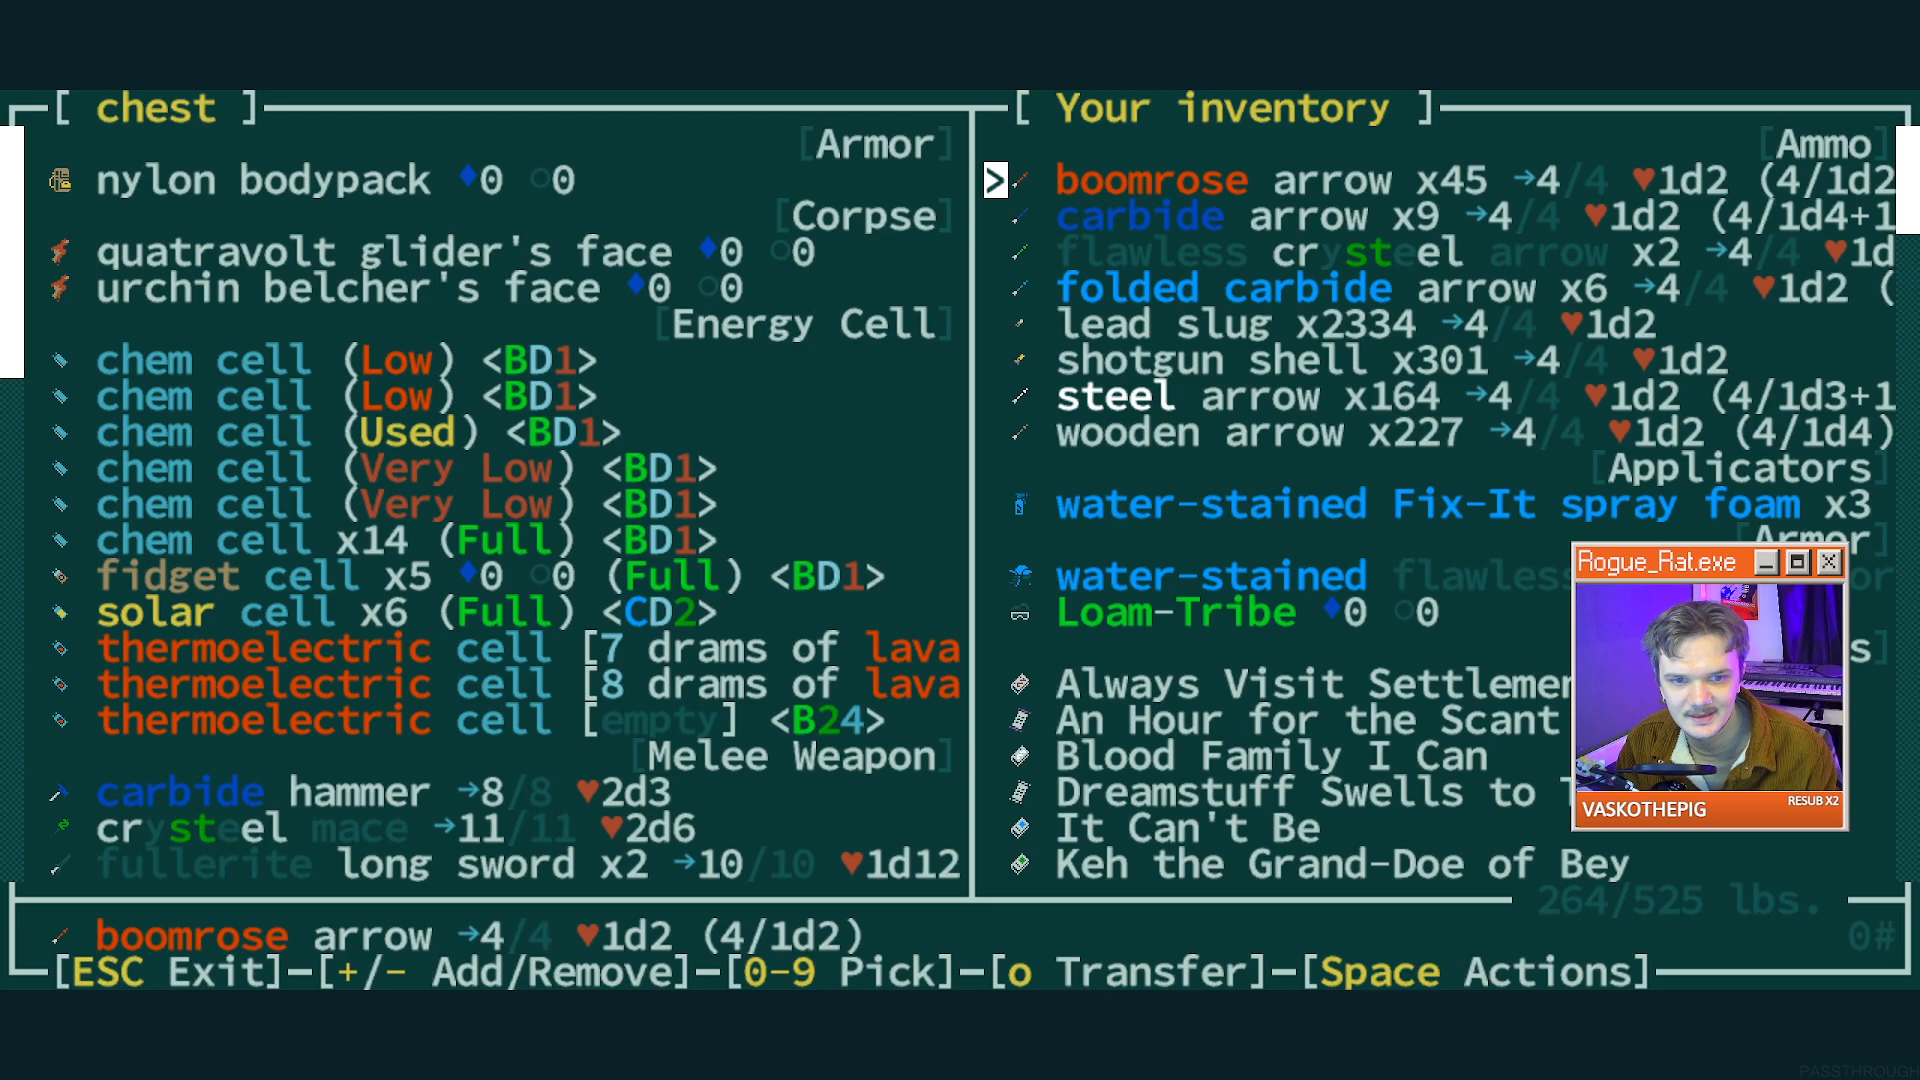 [ chest ]
[Armor]
nylon bodypack ♦0 ○0
[Corpse]
quatravolt glider's face ♦0 ○0
urchin belcher's face ♦0 ○0
[Energy Cell]
chem cell (Low) <BD1>
chem cell (Low) <BD1>
chem cell (Used) <BD1>
chem cell (Very Low) <BD1>
chem cell (Very Low) <BD1>
chem cell x14 (Full) <BD1>
fidget cell x5 ♦0 ○0 (Full) <BD1>
solar cell x6 (Full) <CD2>
thermoelectric cell [7 drams of lava
thermoelectric cell [8 drams of lava
thermoelectric cell [empty] <B24>
[Melee Weapon]
carbide hammer →8/8 ♥2d3
crysteel mace →11/11 ♥2d6
fullerite long sword x2 →10/10 ♥1d12
[ Your inventory ]
[Ammo]
> boomrose arrow x45 →4/4 ♥1d2 (4/1d2
carbide arrow x9 →4/4 ♥1d2 (4/1d4+1
flawless crysteel arrow x2 →4/4 ♥1d
folded carbide arrow x6 →4/4 ♥1d2 (
lead slug x2334 →4/4 ♥1d2
shotgun shell x301 →4/4 ♥1d2
steel arrow x164 →4/4 ♥1d2 (4/1d3+1
wooden arrow x227 →4/4 ♥1d2 (4/1d4)
[Applicators]
water-stained Fix-It spray foam x3
[Armor]
water-stained flawless
Loam-Tribe ♦0 ○0
s]
Always Visit Settlemen
An Hour for the Scant
Blood Family I Can
Dreamstuff Swells to
It Can't Be
Keh the Grand-Doe of Bey
Rogue_Rat.exe
VASKOTHEPIG
RESUB X2
264/525 lbs.
boomrose arrow →4/4 ♥1d2 (4/1d2)
0#
[ESC Exit]—[+/- Add/Remove]—[0-9 Pick]—[o Transfer]—[Space Actions]
PASSTHROUGH